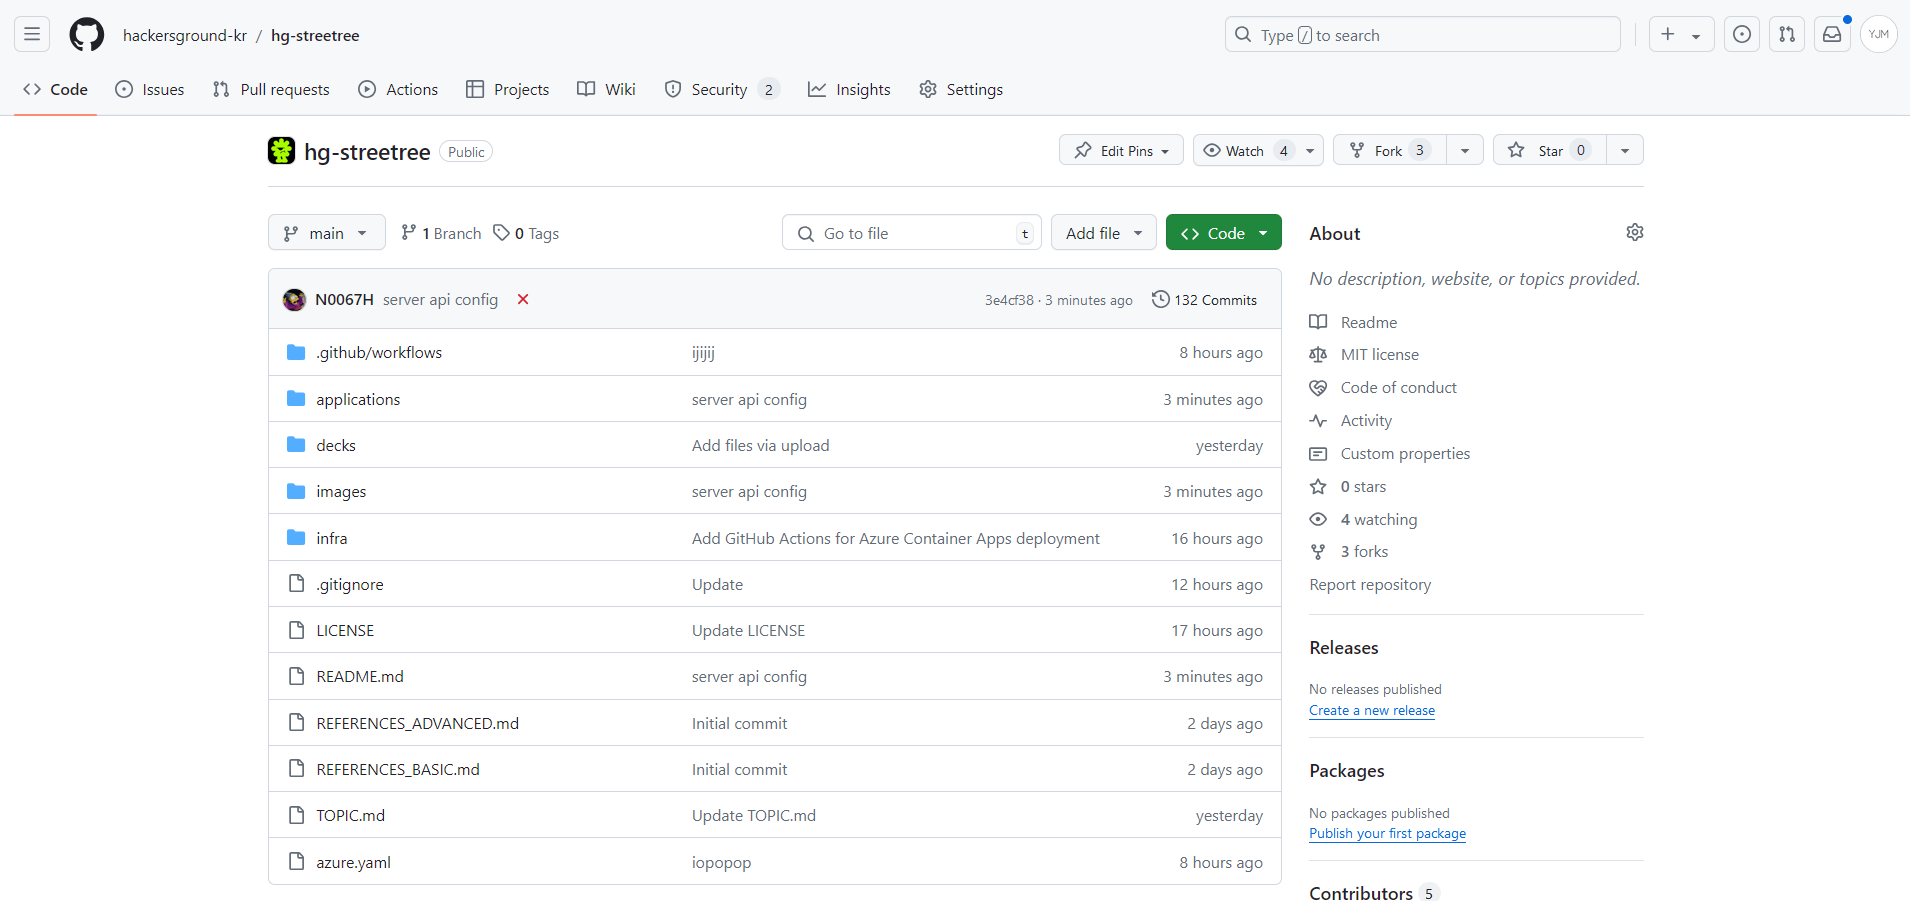 hackersground-kr / hg-streetree
Type / to search
YJM
Code Issues Pull requests Actions Projects Wiki Security 2 Insights Settings
hg-streetree Public
Edit Pins Watch 4 Fork 3 Star 0
main 1 Branch 0 Tags
Go to file t Add file Code
N0067H server api config 3e4cf38 · 3 minutes ago 132 Commits
.github/workflows ijijij 8 hours ago
applications server api config 3 minutes ago
decks Add files via upload yesterday
images server api config 3 minutes ago
infra Add GitHub Actions for Azure Container Apps deployment 16 hours ago
.gitignore Update 12 hours ago
LICENSE Update LICENSE 17 hours ago
README.md server api config 3 minutes ago
REFERENCES_ADVANCED.md Initial commit 2 days ago
REFERENCES_BASIC.md Initial commit 2 days ago
TOPIC.md Update TOPIC.md yesterday
azure.yaml iopopop 8 hours ago
About
No description, website, or topics provided.
Readme
MIT license
Code of conduct
Activity
Custom properties
0 stars
4 watching
3 forks
Report repository
Releases
No releases published
Create a new release
Packages
No packages published
Publish your first package
Contributors 5